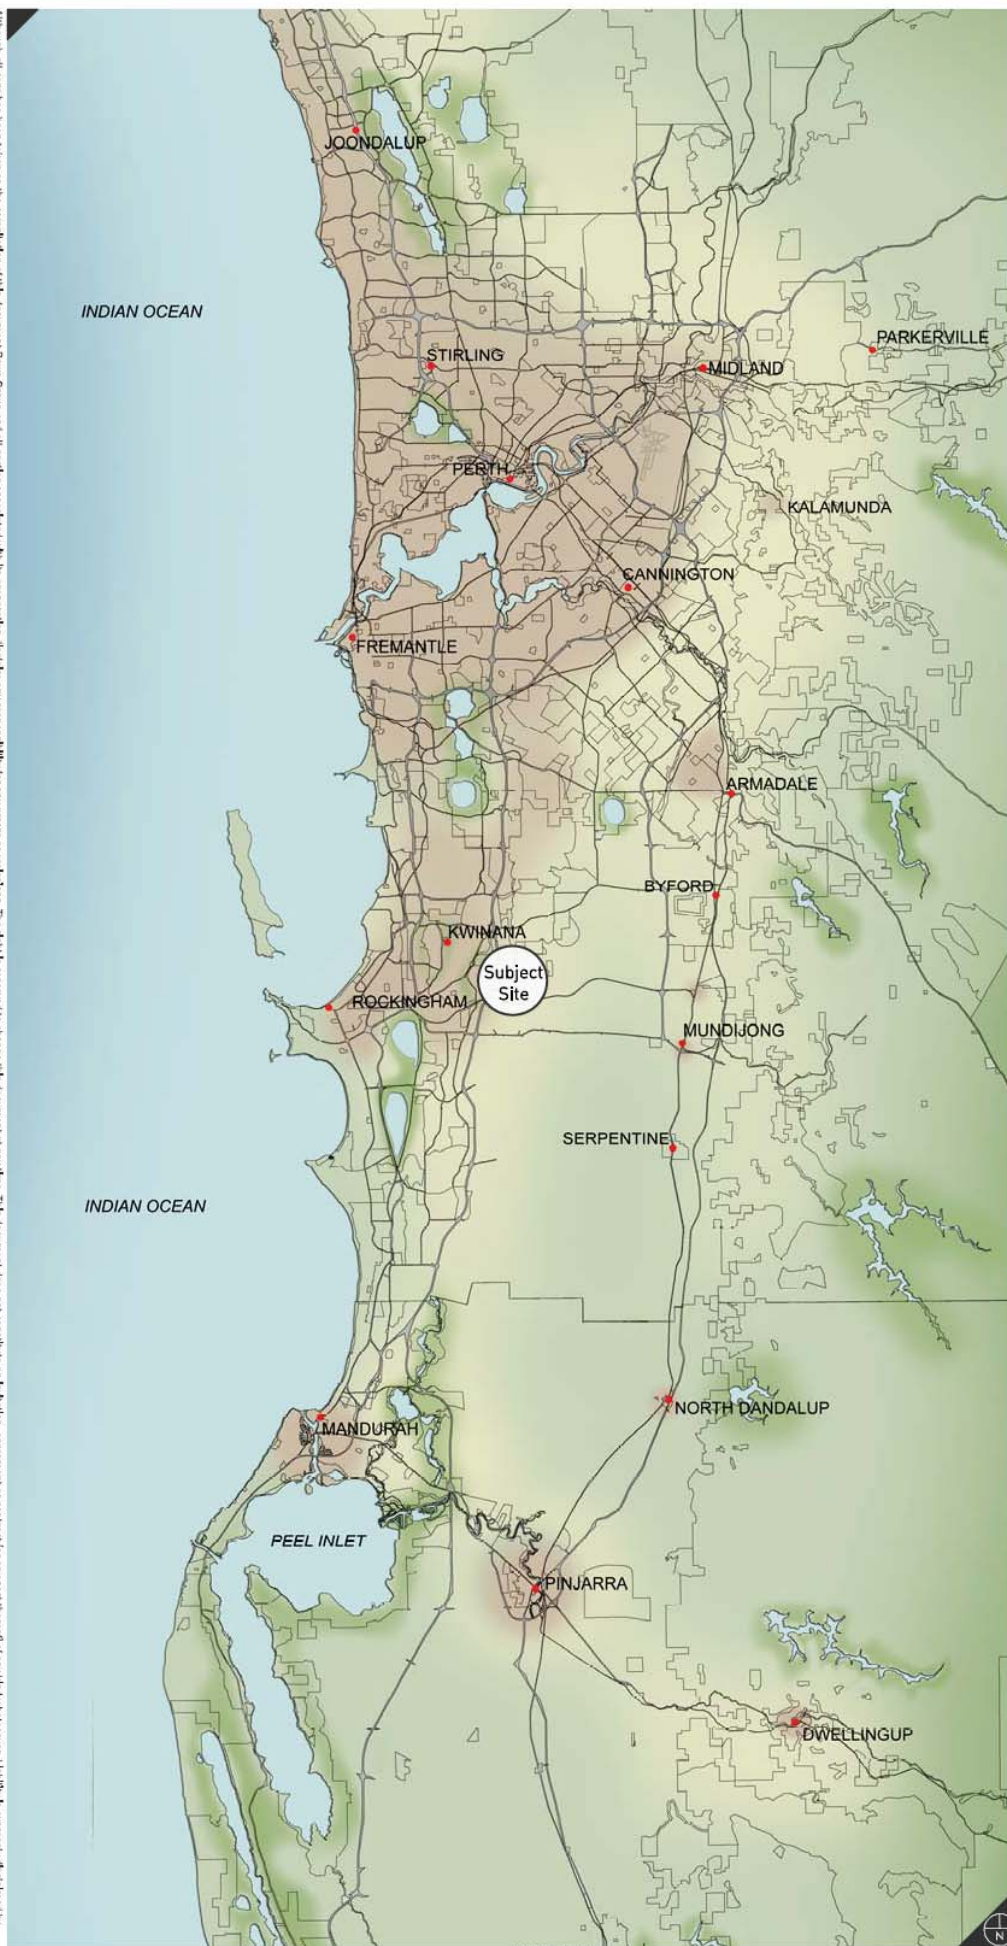 JOONDALUP
INDIAN OCEAN
PARKERVILLE
STIRLING
MIDLAND
PERTH
KALAMUNDA
CANNINGTON
FREMANTLE
ARMADALE
BYFORD
KWINANA
Subject
Site
ROCKINGHAM
MUNDIJONG
SERPENTINE
INDIAN OCEAN
NORTH DANDALUP
MANDURAH
PEEL INLET
PINJARRA
DWELLINGUP
N